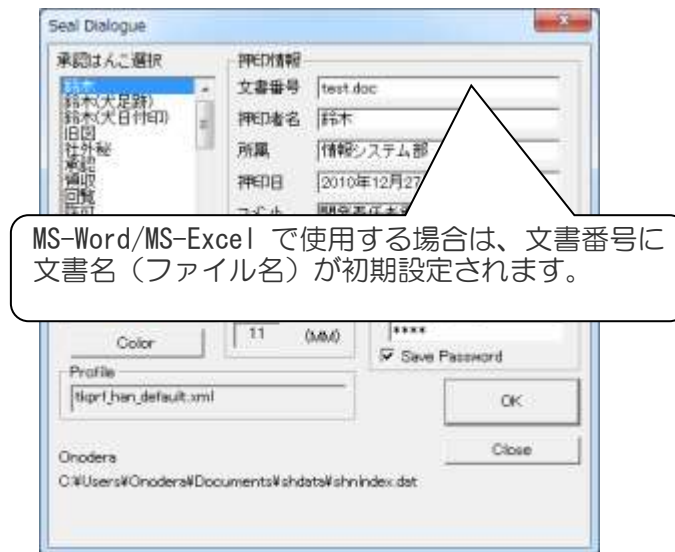 Seal Dialogue
承認はんこ選択
鈴木
鈴木(犬足跡)
鈴木(犬日付印)
旧図
社外秘
承認
領収
回覧
押印情報
文書番号 test.doc
押印者名 鈴木
所属 情報システム部
押印日 2010年12月27
MS-Word/MS-Excel で使用する場合は、文書番号に
文書名（ファイル名）が初期設定されます。
Color
11 (MM)
****
Save Password
Profile
tkprf_han_default.xml
OK
Close
Onodera
C:¥Users¥Onodera¥Documents¥shdata¥shnindex.dat